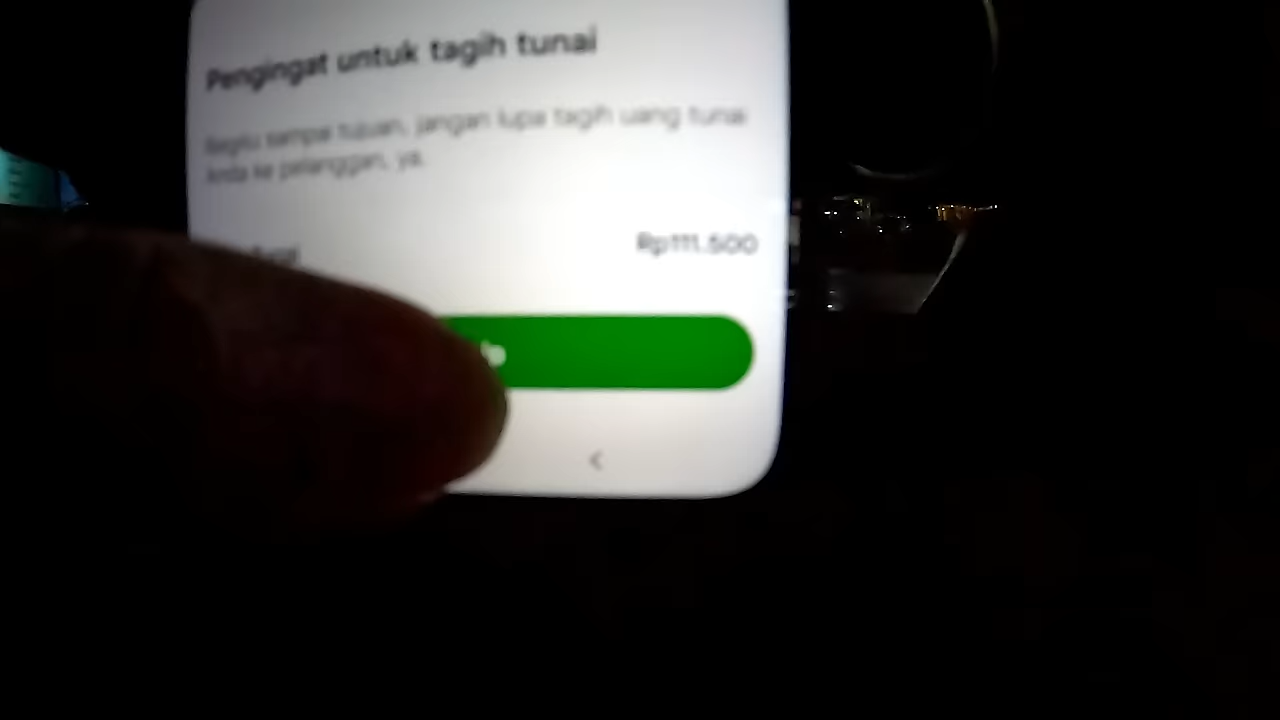 Pengingat untuk tagih tunai
Begitu sampai tujuan, jangan lupa tagih uang tunai
Anda ke pelanggan, ya.
Rp111.500